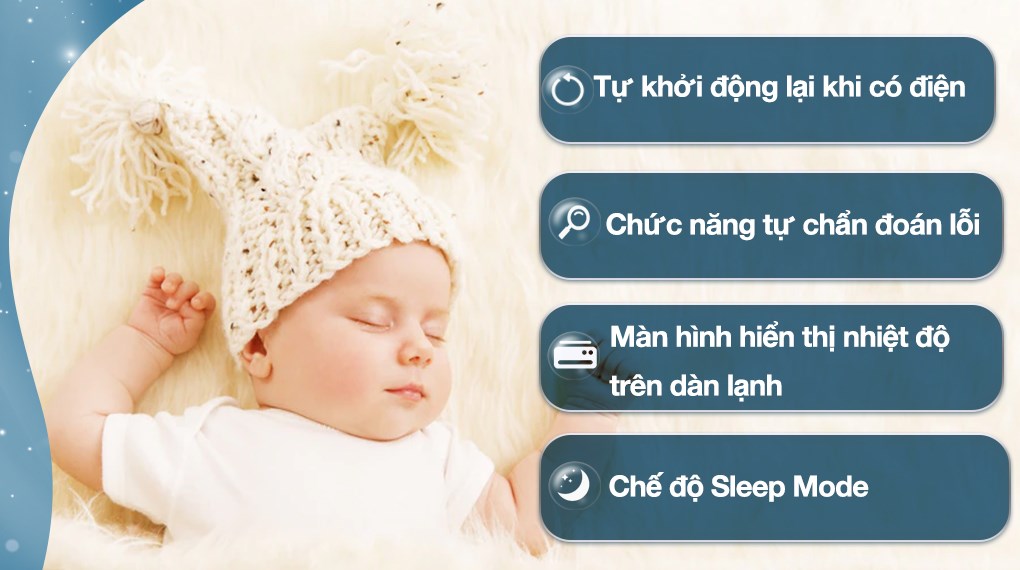 Tự khởi động lại khi có điện
Chức năng tự chẩn đoán lỗi
Màn hình hiển thị nhiệt độ
trên dàn lạnh
Chế độ Sleep Mode